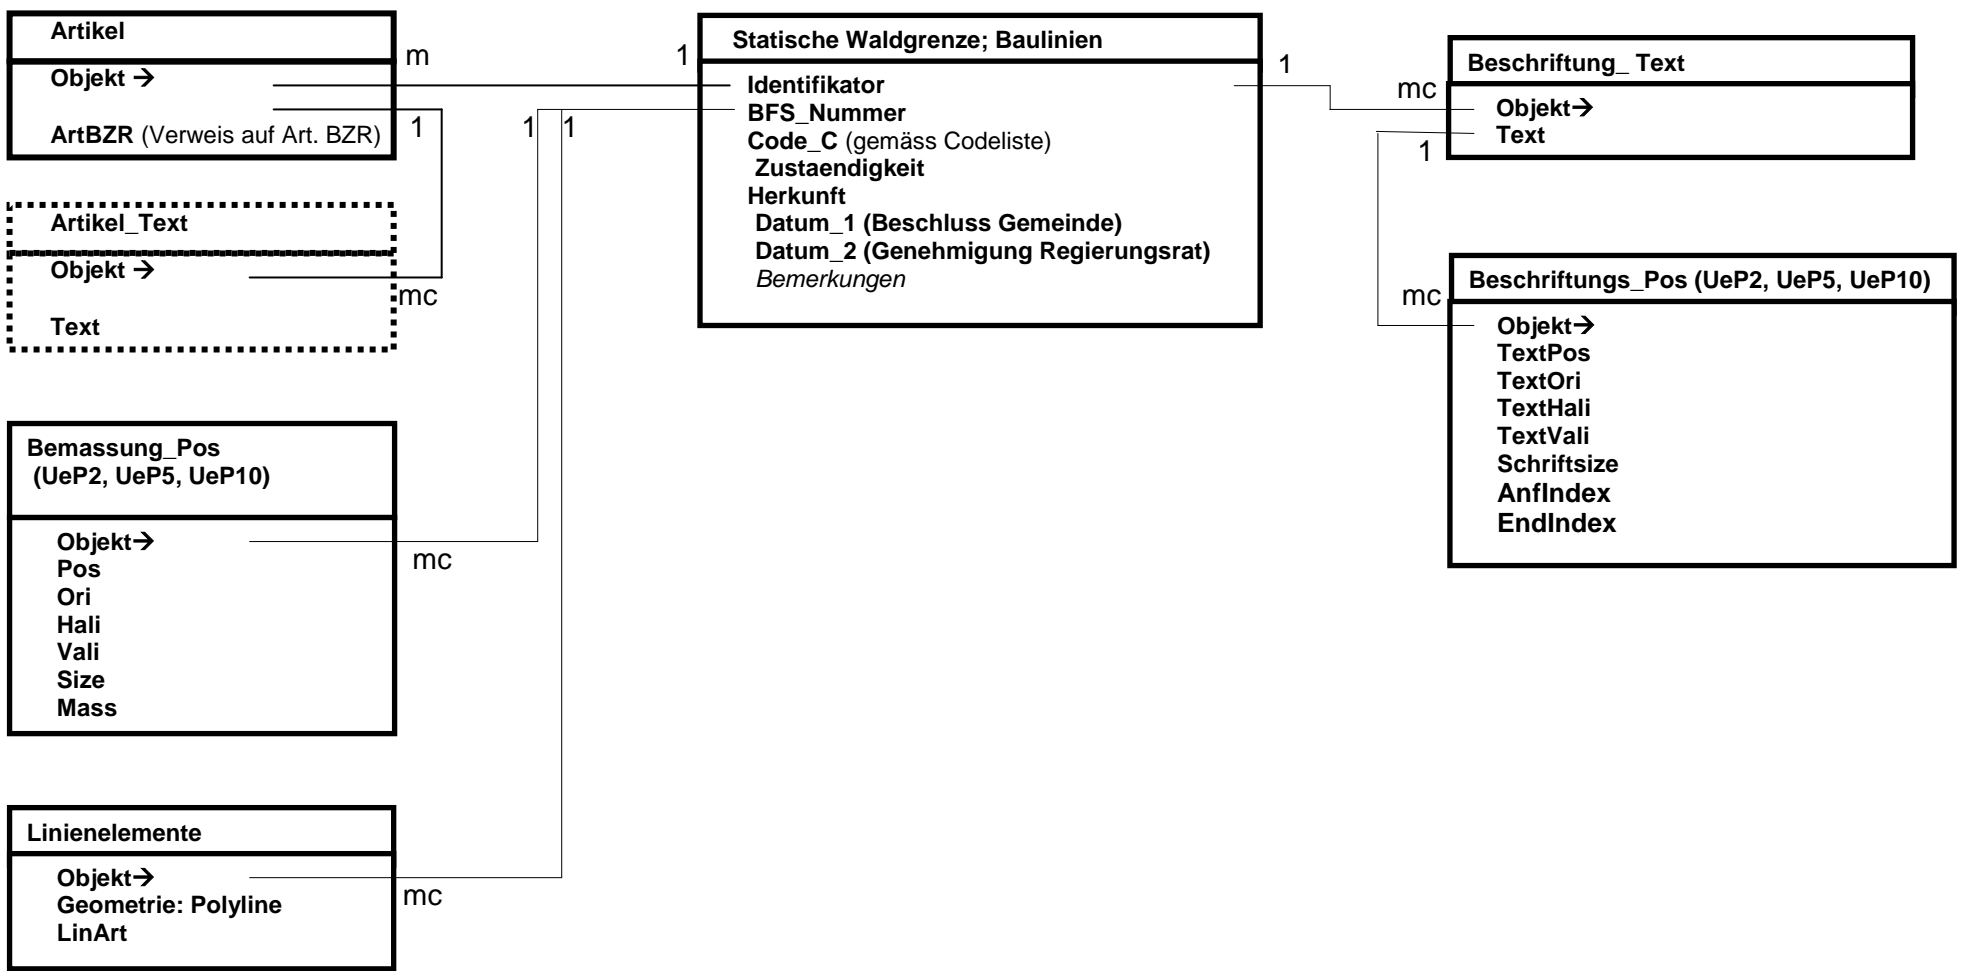 Artikel
Objekt →
ArtBZR (Verweis auf Art. BZR)
m
1
1
Artikel_Text
Objekt →
Text
mc
Bemassung_Pos
(UeP2, UeP5, UeP10)
Objekt→
Pos
Ori
Hali
Vali
Size
Mass
mc
Linienelemente
Objekt→
Geometrie: Polyline
LinArt
mc
1 1
Statische Waldgrenze; Baulinien
Identifikator
BFS_Nummer
Code_C (gemäss Codeliste)
Zustaendigkeit
Herkunft
Datum_1 (Beschluss Gemeinde)
Datum_2 (Genehmigung Regierungsrat)
Bemerkungen
1
mc
Beschriftung_ Text
Objekt→
Text
1
mc
Beschriftungs_Pos (UeP2, UeP5, UeP10)
Objekt→
TextPos
TextOri
TextHali
TextVali
Schriftsize
AnfIndex
EndIndex